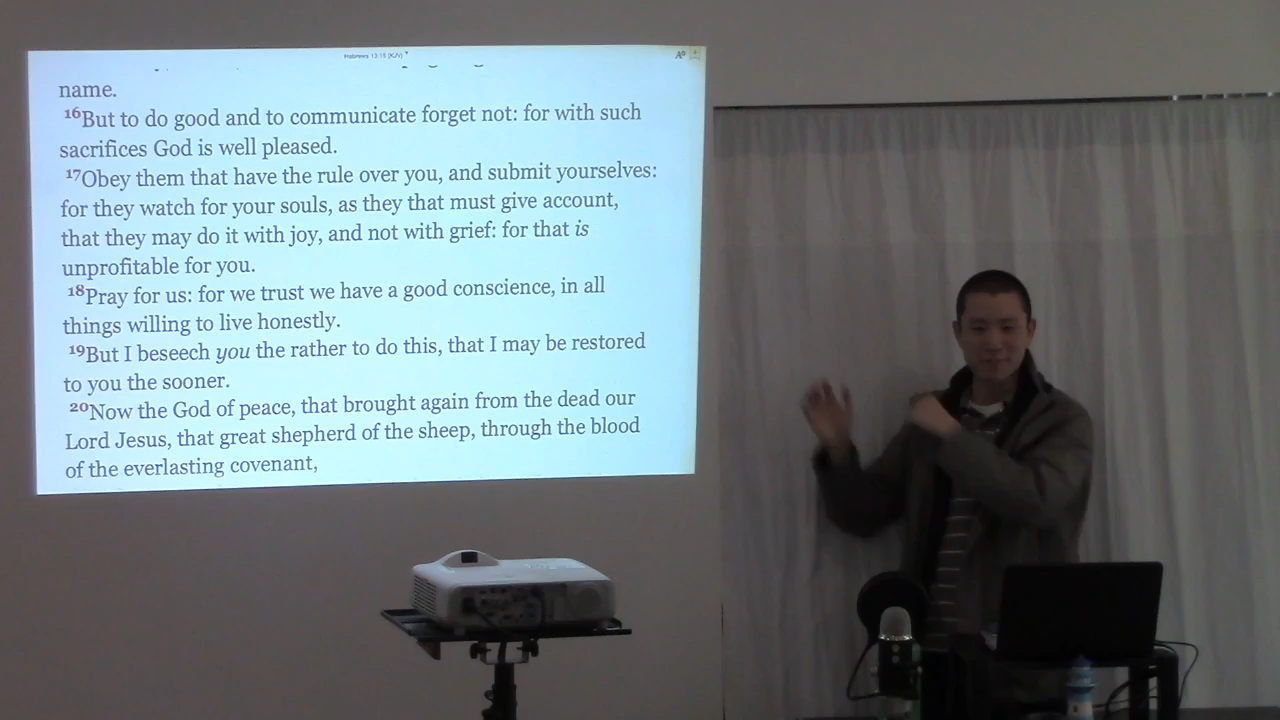 Hebrews 13:15 (KJV)
name.
16But to do good and to communicate forget not: for with such
sacrifices God is well pleased.
17Obey them that have the rule over you, and submit yourselves:
for they watch for your souls, as they that must give account,
that they may do it with joy, and not with grief: for that is
unprofitable for you.
18Pray for us: for we trust we have a good conscience, in all
things willing to live honestly.
19But I beseech you the rather to do this, that I may be restored
to you the sooner.
20Now the God of peace, that brought again from the dead our
Lord Jesus, that great shepherd of the sheep, through the blood
of the everlasting covenant,